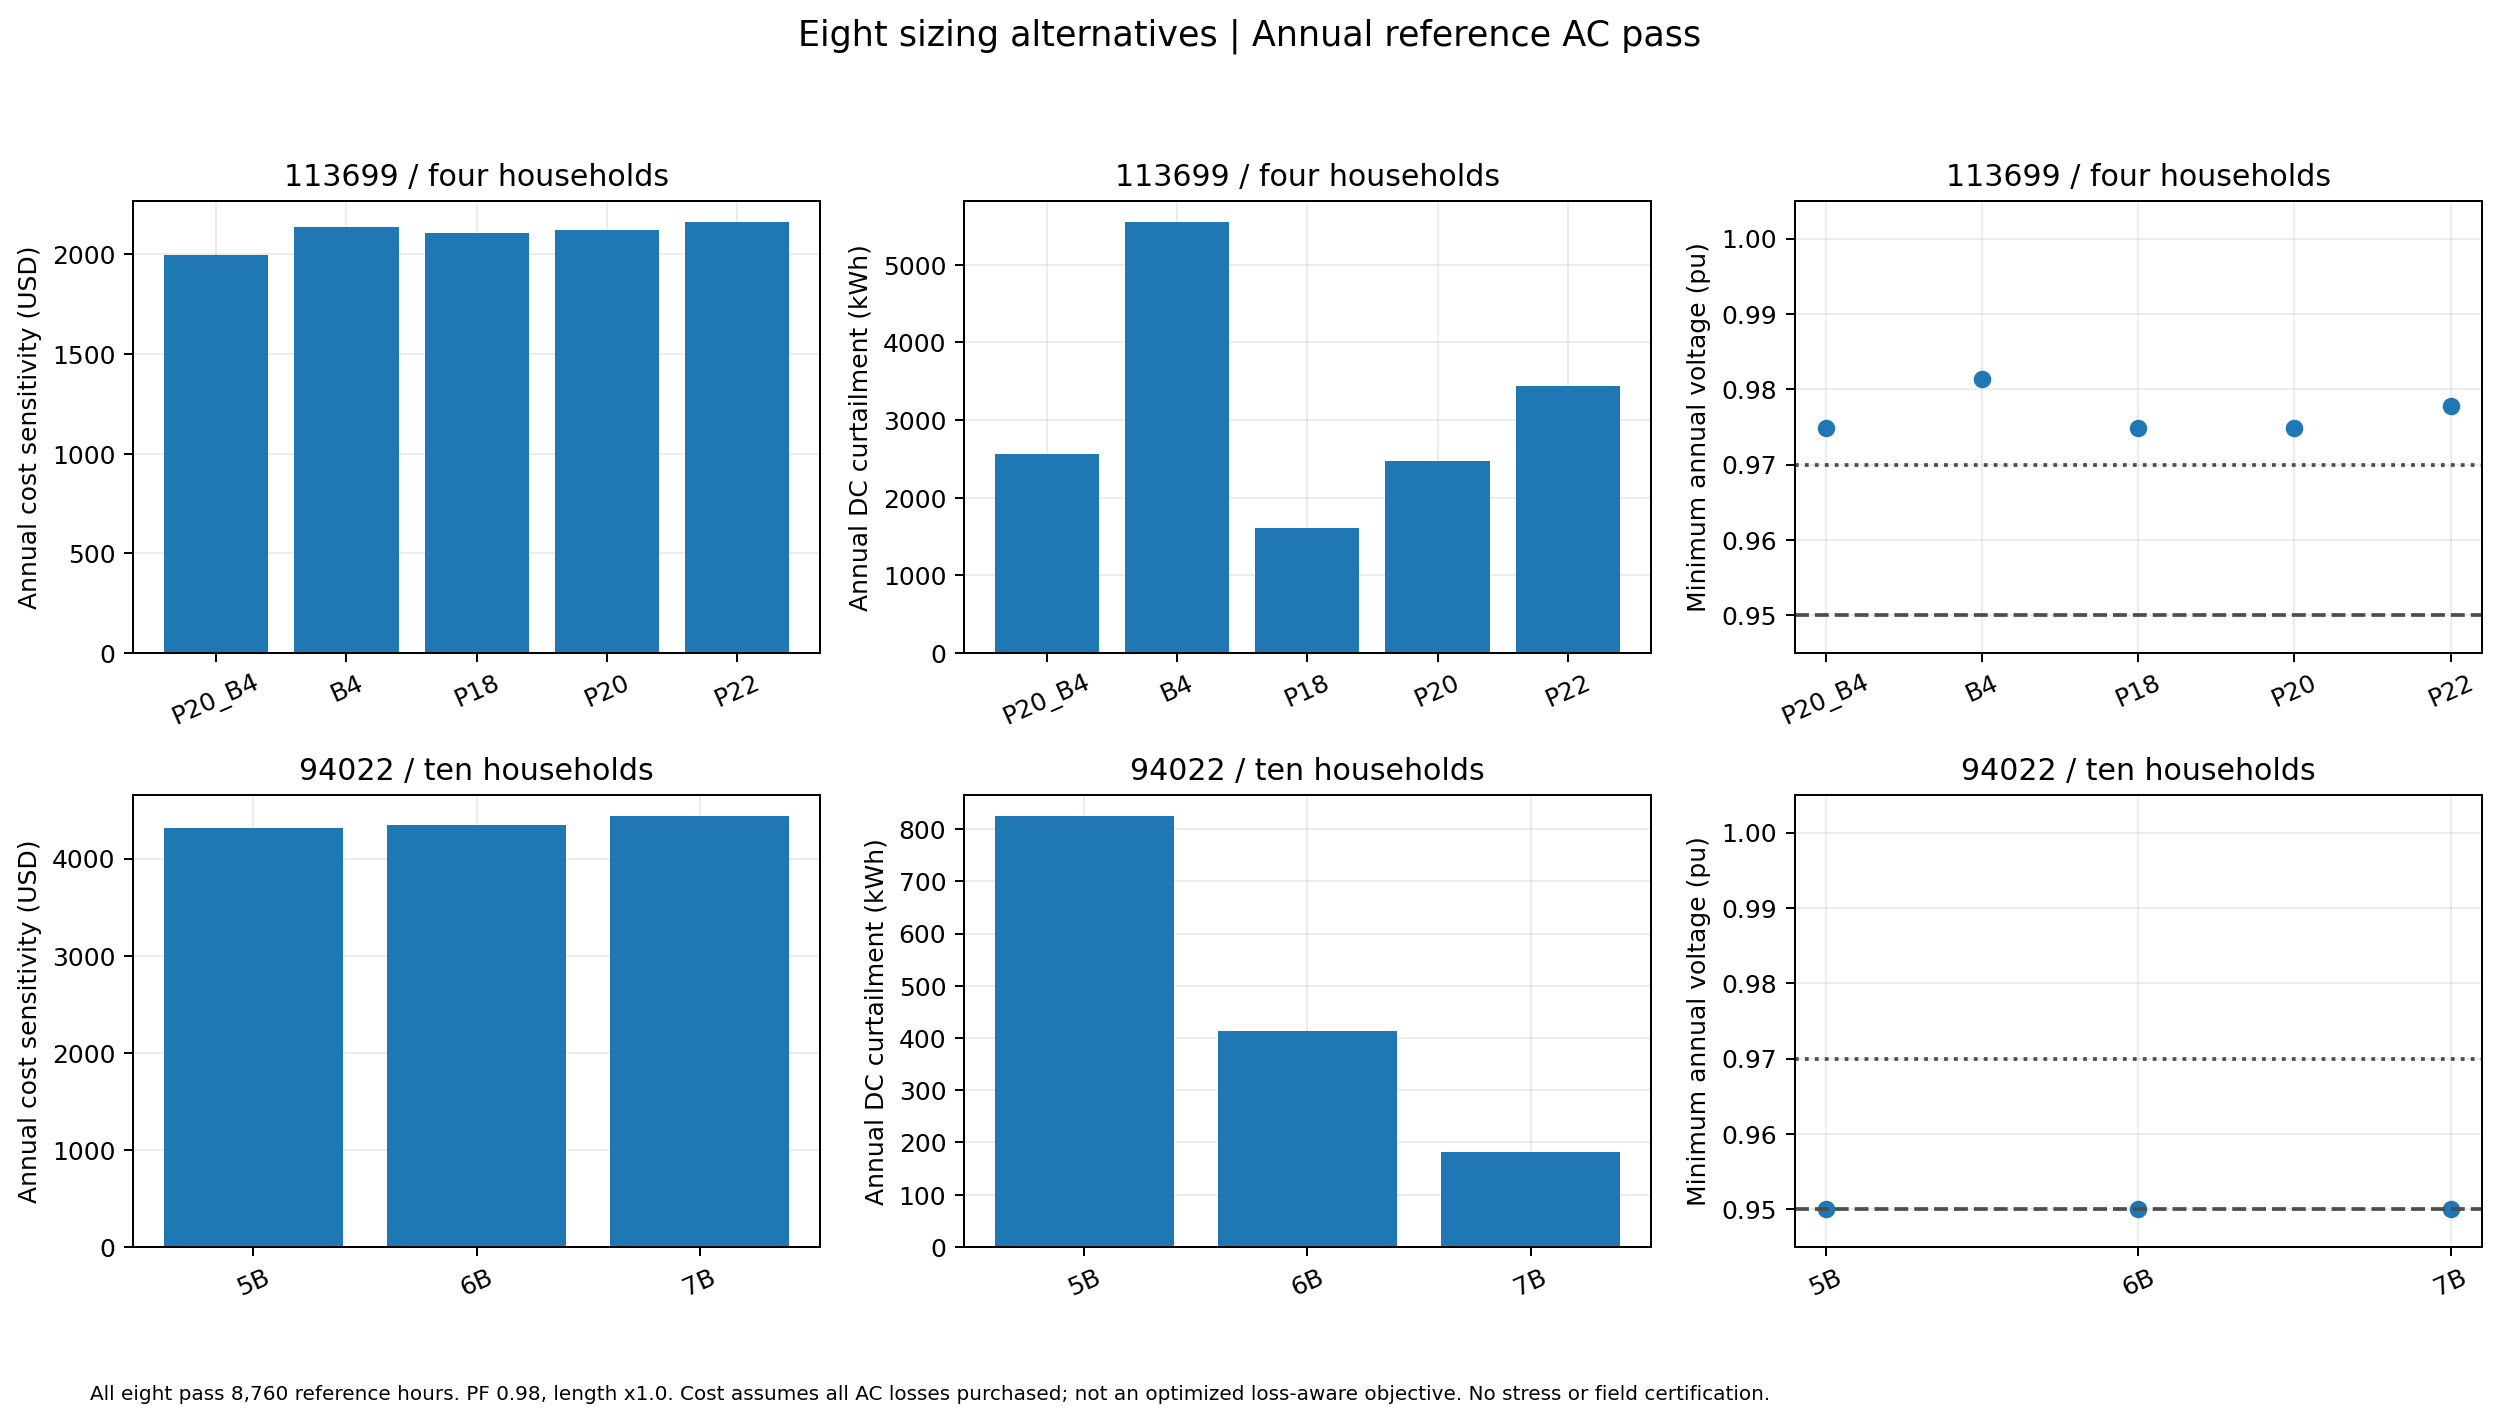 Eight sizing alternatives | Annual reference AC pass
113699 / four households
Annual cost sensitivity (USD)
2000
1500
1000
500
0
P20_B4
B4
P18
P20
P22
113699 / four households
Annual DC curtailment (kWh)
5000
4000
3000
2000
1000
0
P20_B4
B4
P18
P20
P22
113699 / four households
Minimum annual voltage (pu)
1.00
0.99
0.98
0.97
0.96
0.95
P20_B4
B4
P18
P20
P22
94022 / ten households
Annual cost sensitivity (USD)
4000
3000
2000
1000
0
5B
6B
7B
94022 / ten households
Annual DC curtailment (kWh)
800
700
600
500
400
300
200
100
0
5B
6B
7B
94022 / ten households
Minimum annual voltage (pu)
1.00
0.99
0.98
0.97
0.96
0.95
5B
6B
7B
All eight pass 8,760 reference hours. PF 0.98, length x1.0. Cost assumes all AC losses purchased; not an optimized loss-aware objective. No stress or field certification.